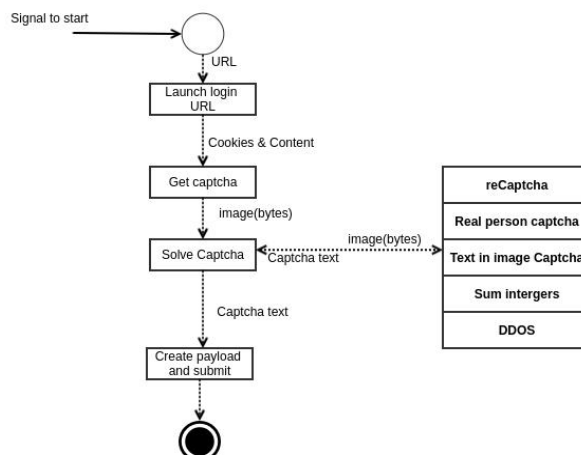 Signal to start
URL
Launch login
URL
Cookies & Content
Get captcha
image(bytes)
Solve Captcha
image(bytes)
Captcha text
reCaptcha
Real person captcha
Text in image Captcha
Sum intergers
DDOS
Captcha text
Create payload
and submit